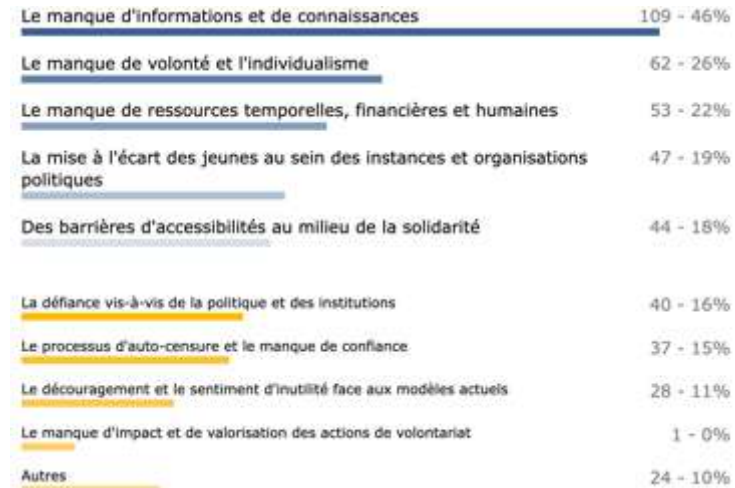 Le manque d'informations et de connaissances 109 - 46%
Le manque de volonté et l'individualisme 62 - 26%
Le manque de ressources temporelles, financières et humaines 53 - 22%
La mise à l'écart des jeunes au sein des instances et organisations 47 - 19%
politiques
Des barrières d'accessibilités au milieu de la solidarité 44 - 18%
La défiance vis-à-vis de la politique et des institutions 40 - 16%
Le processus d'auto-censure et le manque de confiance 37 - 15%
Le découragement et le sentiment d'inutilité face aux modèles actuels 28 - 11%
Le manque d'impact et de valorisation des actions de volontariat 1 - 0%
Autres 24 - 10%